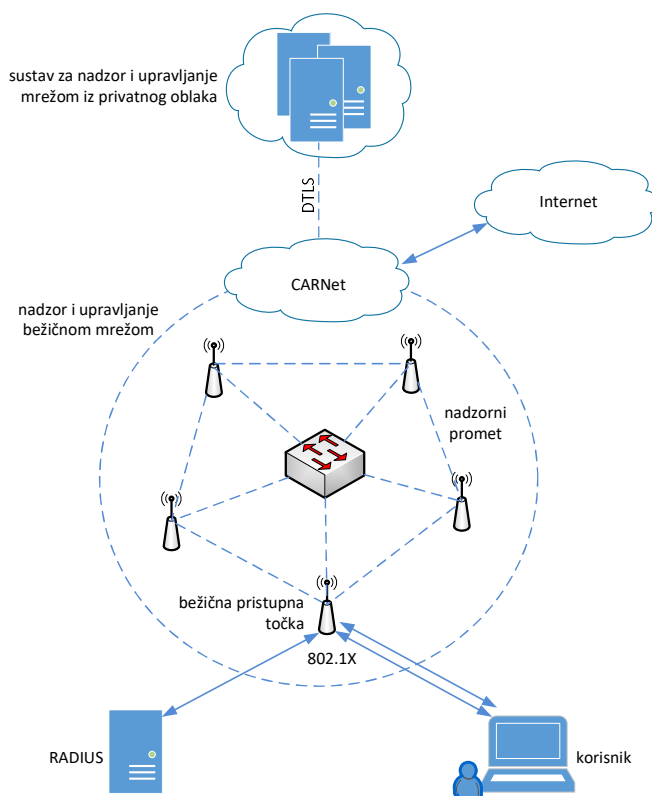 sustav za nadzor i upravljanje
mrežom iz privatnog oblaka
DTLS
Internet
CARNet
nadzor i upravljanje
bežičnom mrežom
nadzorni
promet
bežična pristupna
točka
802.1X
RADIUS
korisnik